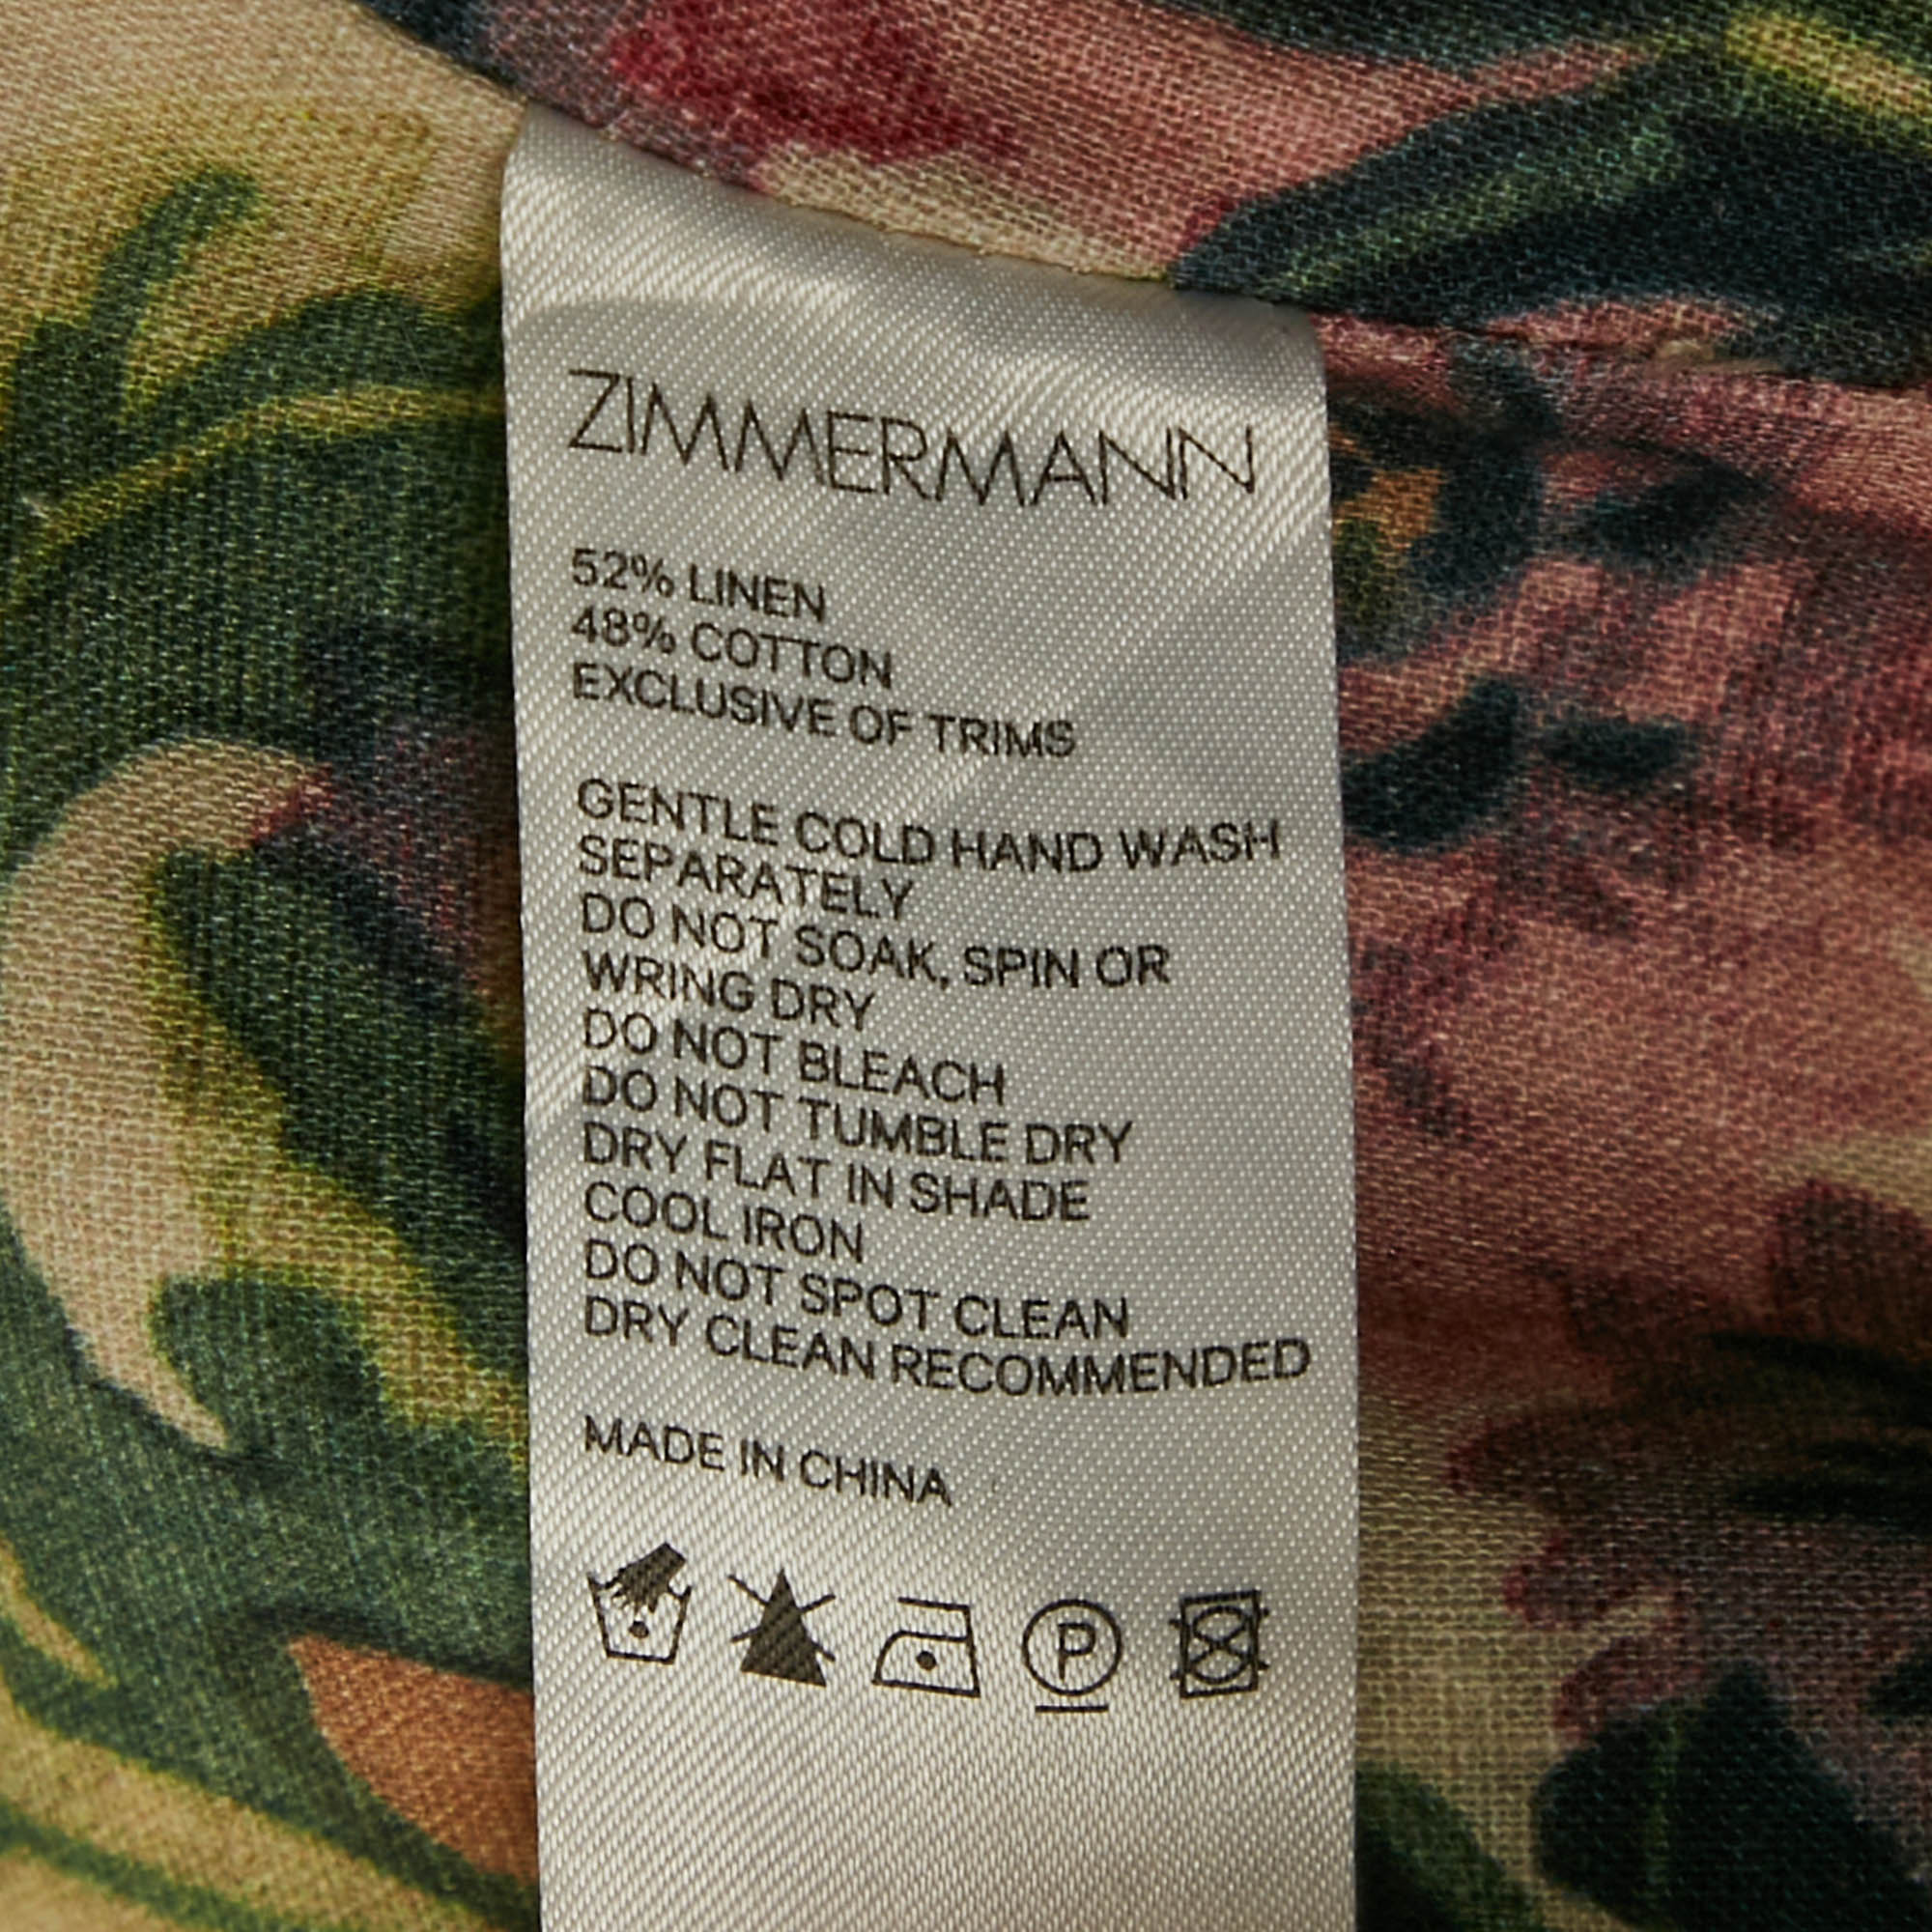 ZIMMERMANN
52% LINEN
48% COTTON
EXCLUSIVE OF TRIMS
GENTLE COLD HAND WASH
SEPARATELY
DO NOT SOAK, SPIN OR
WRING DRY
DO NOT BLEACH
DO NOT TUMBLE DRY
DRY FLAT IN SHADE
COOL IRON
DO NOT SPOT CLEAN
DRY CLEAN RECOMMENDED
MADE IN CHINA
P